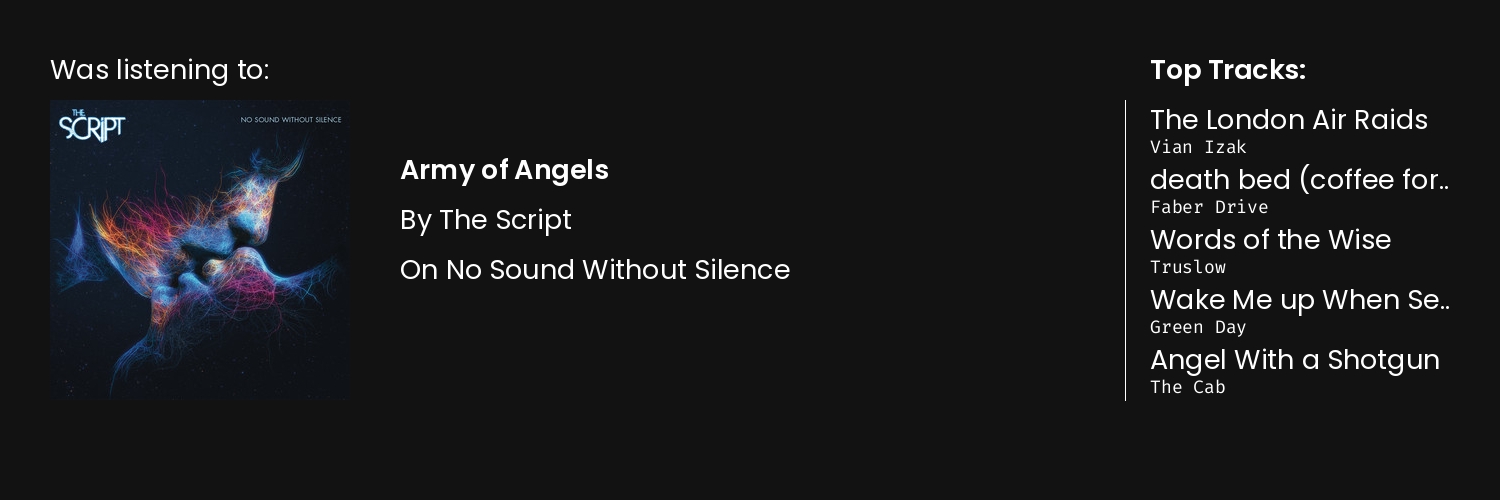 Was listening to:
THE
SCRIPT
NO SOUND WITHOUT SILENCE
Army of Angels
By The Script
On No Sound Without Silence
Top Tracks:
The London Air Raids
Vian Izak
death bed (coffee for..
Faber Drive
Words of the Wise
Truslow
Wake Me up When Se..
Green Day
Angel With a Shotgun
The Cab